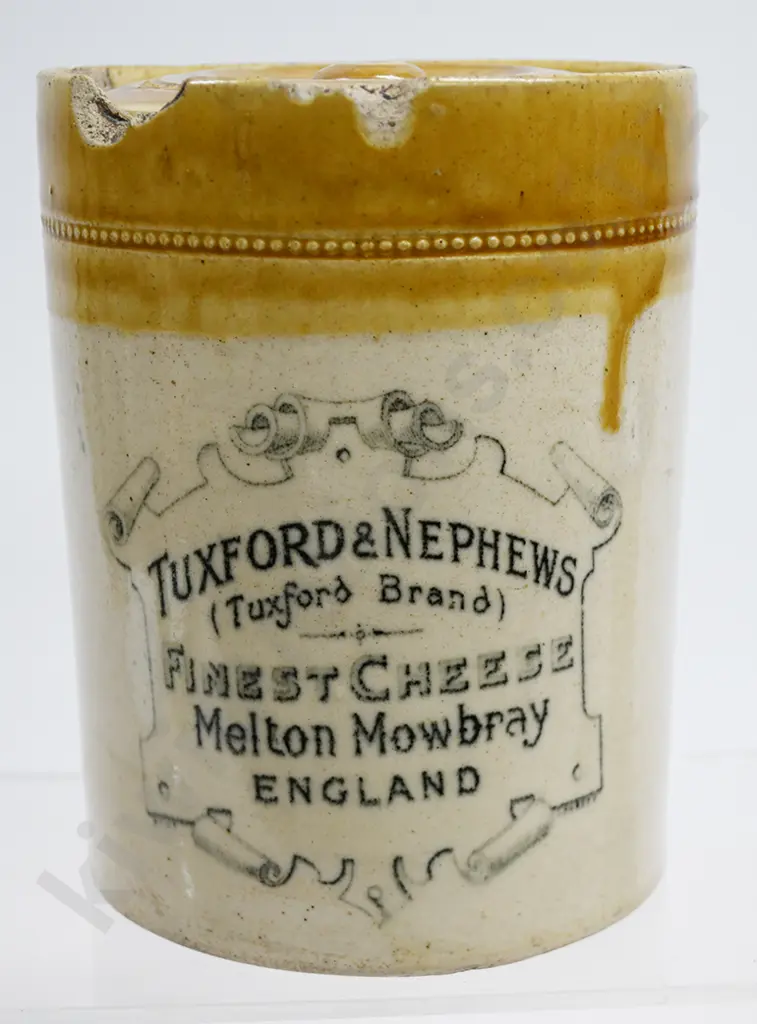 TUXFORD & NEPHEWS
(Tuxford Brand)
FINEST CHEESE
Melton Mowbray
ENGLAND